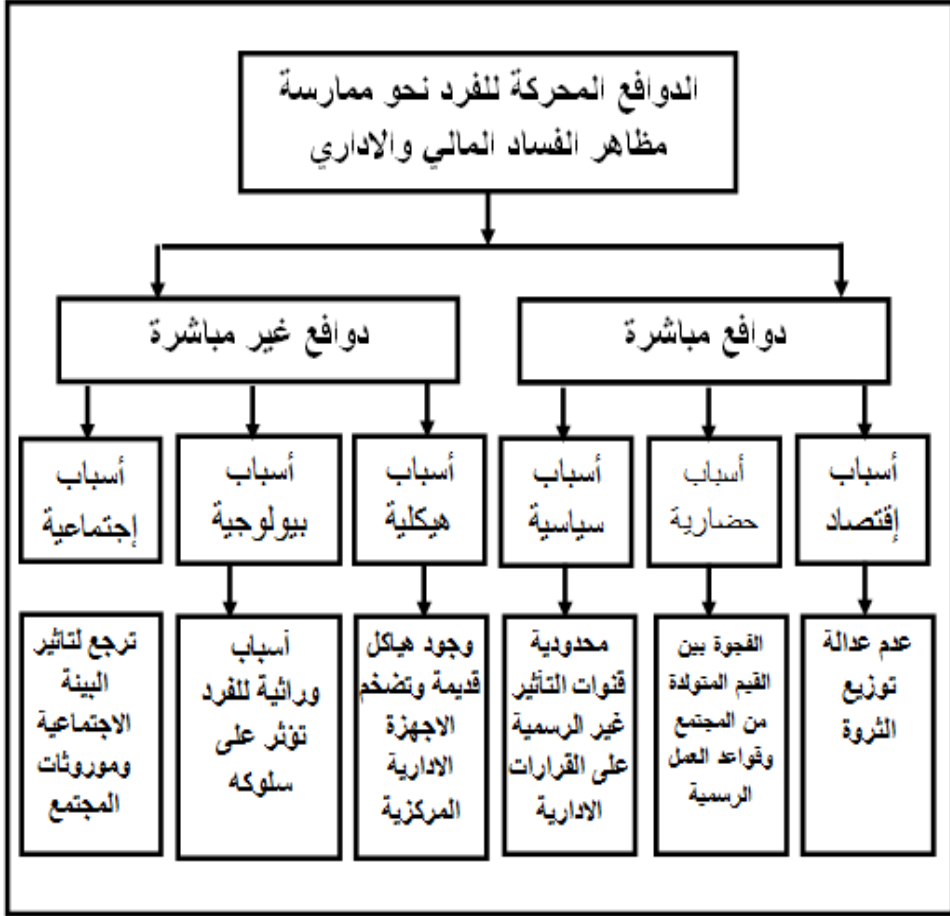 الدوافع المحركة للفرد نحو ممارسة
مظاهر الفساد المالي والاداري
دوافع مباشرة
دوافع غير مباشرة
أسباب
إقتصاد
أسباب
حضارية
أسباب
سياسية
أسباب
هيكلية
أسباب
بيولوجية
أسباب
إجتماعية
عدم عدالة
توزيع
الثروة
الفجوة بين
القيم المتولدة
من المجتمع
وقواعد العمل
الرسمية
محدودية
قنوات التأثير
غير الرسمية
على القرارات
الادارية
وجود هياكل
قديمة وتضخم
الاجهزة
الادارية
المركزية
أسباب
وراثية للفرد
تؤثر على
سلوكه
ترجع لتاثير
البيئة
الاجتماعية
وموروثات
المجتمع